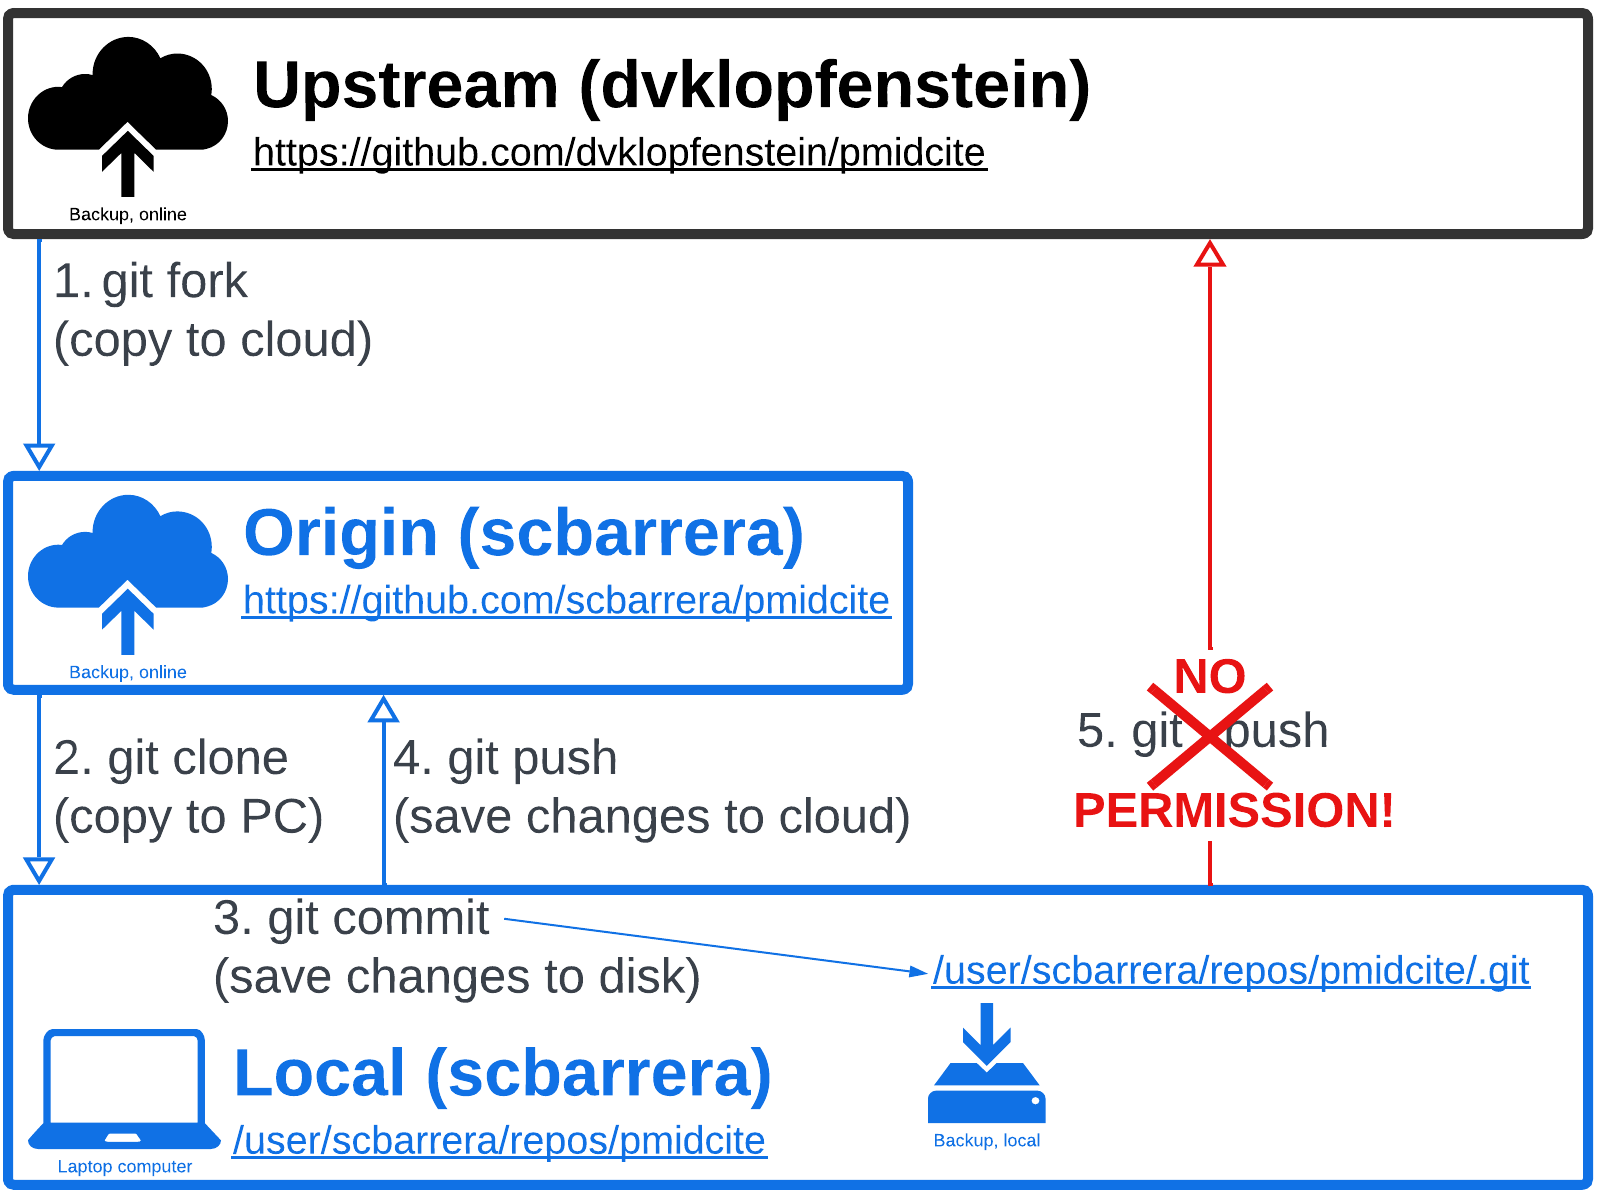 Upstream (dvklopfenstein)
https://github.com/dvklopfenstein/pmidcite
Backup, online
1. git fork
(copy to cloud)
Origin (scbarrera)
https://github.com/scbarrera/pmidcite
Backup, online
2. git clone
(copy to PC)
4. git push
(save changes to cloud)
NO
5. git push
PERMISSION!
3. git commit
(save changes to disk)
/user/scbarrera/repos/pmidcite/.git
Backup, local
Local (scbarrera)
/user/scbarrera/repos/pmidcite
Laptop computer